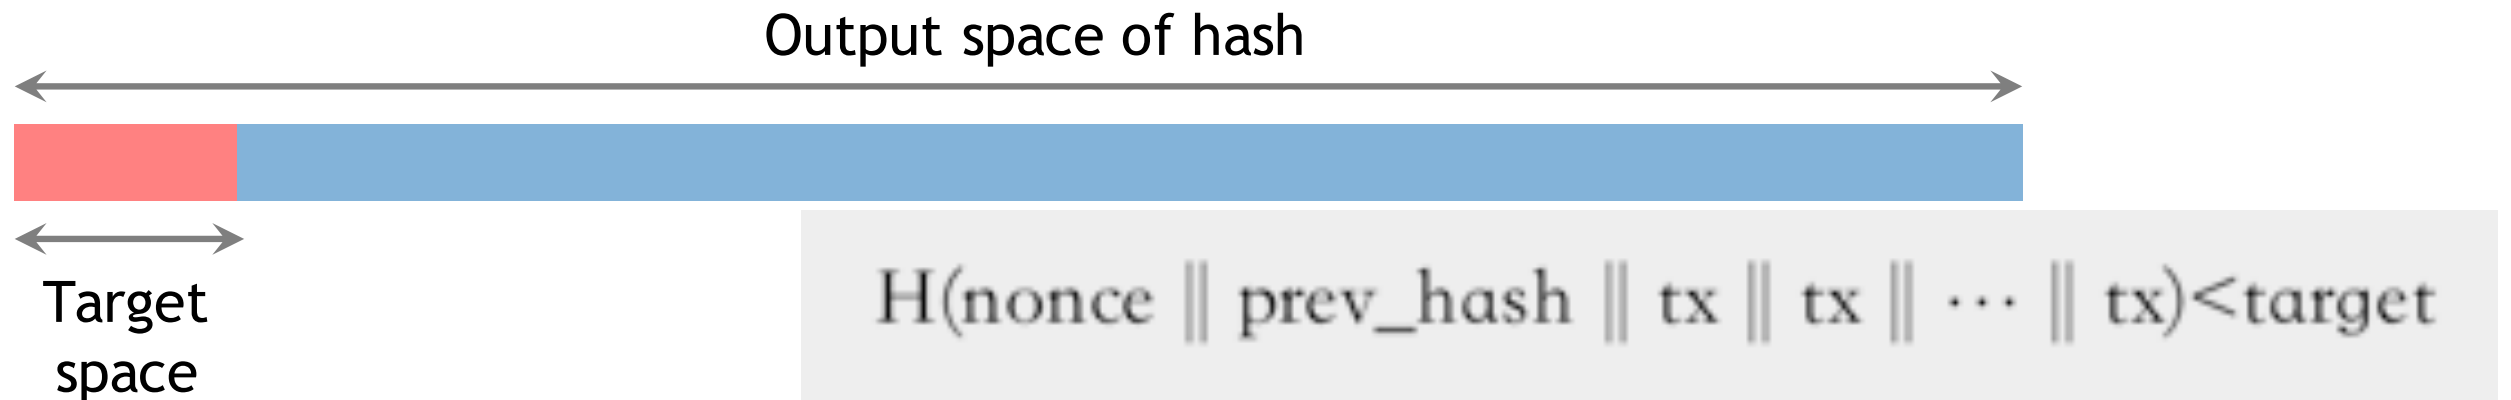 Output space of hash
Target
space
H(nonce || prev_hash || tx || tx || ··· || tx)<target